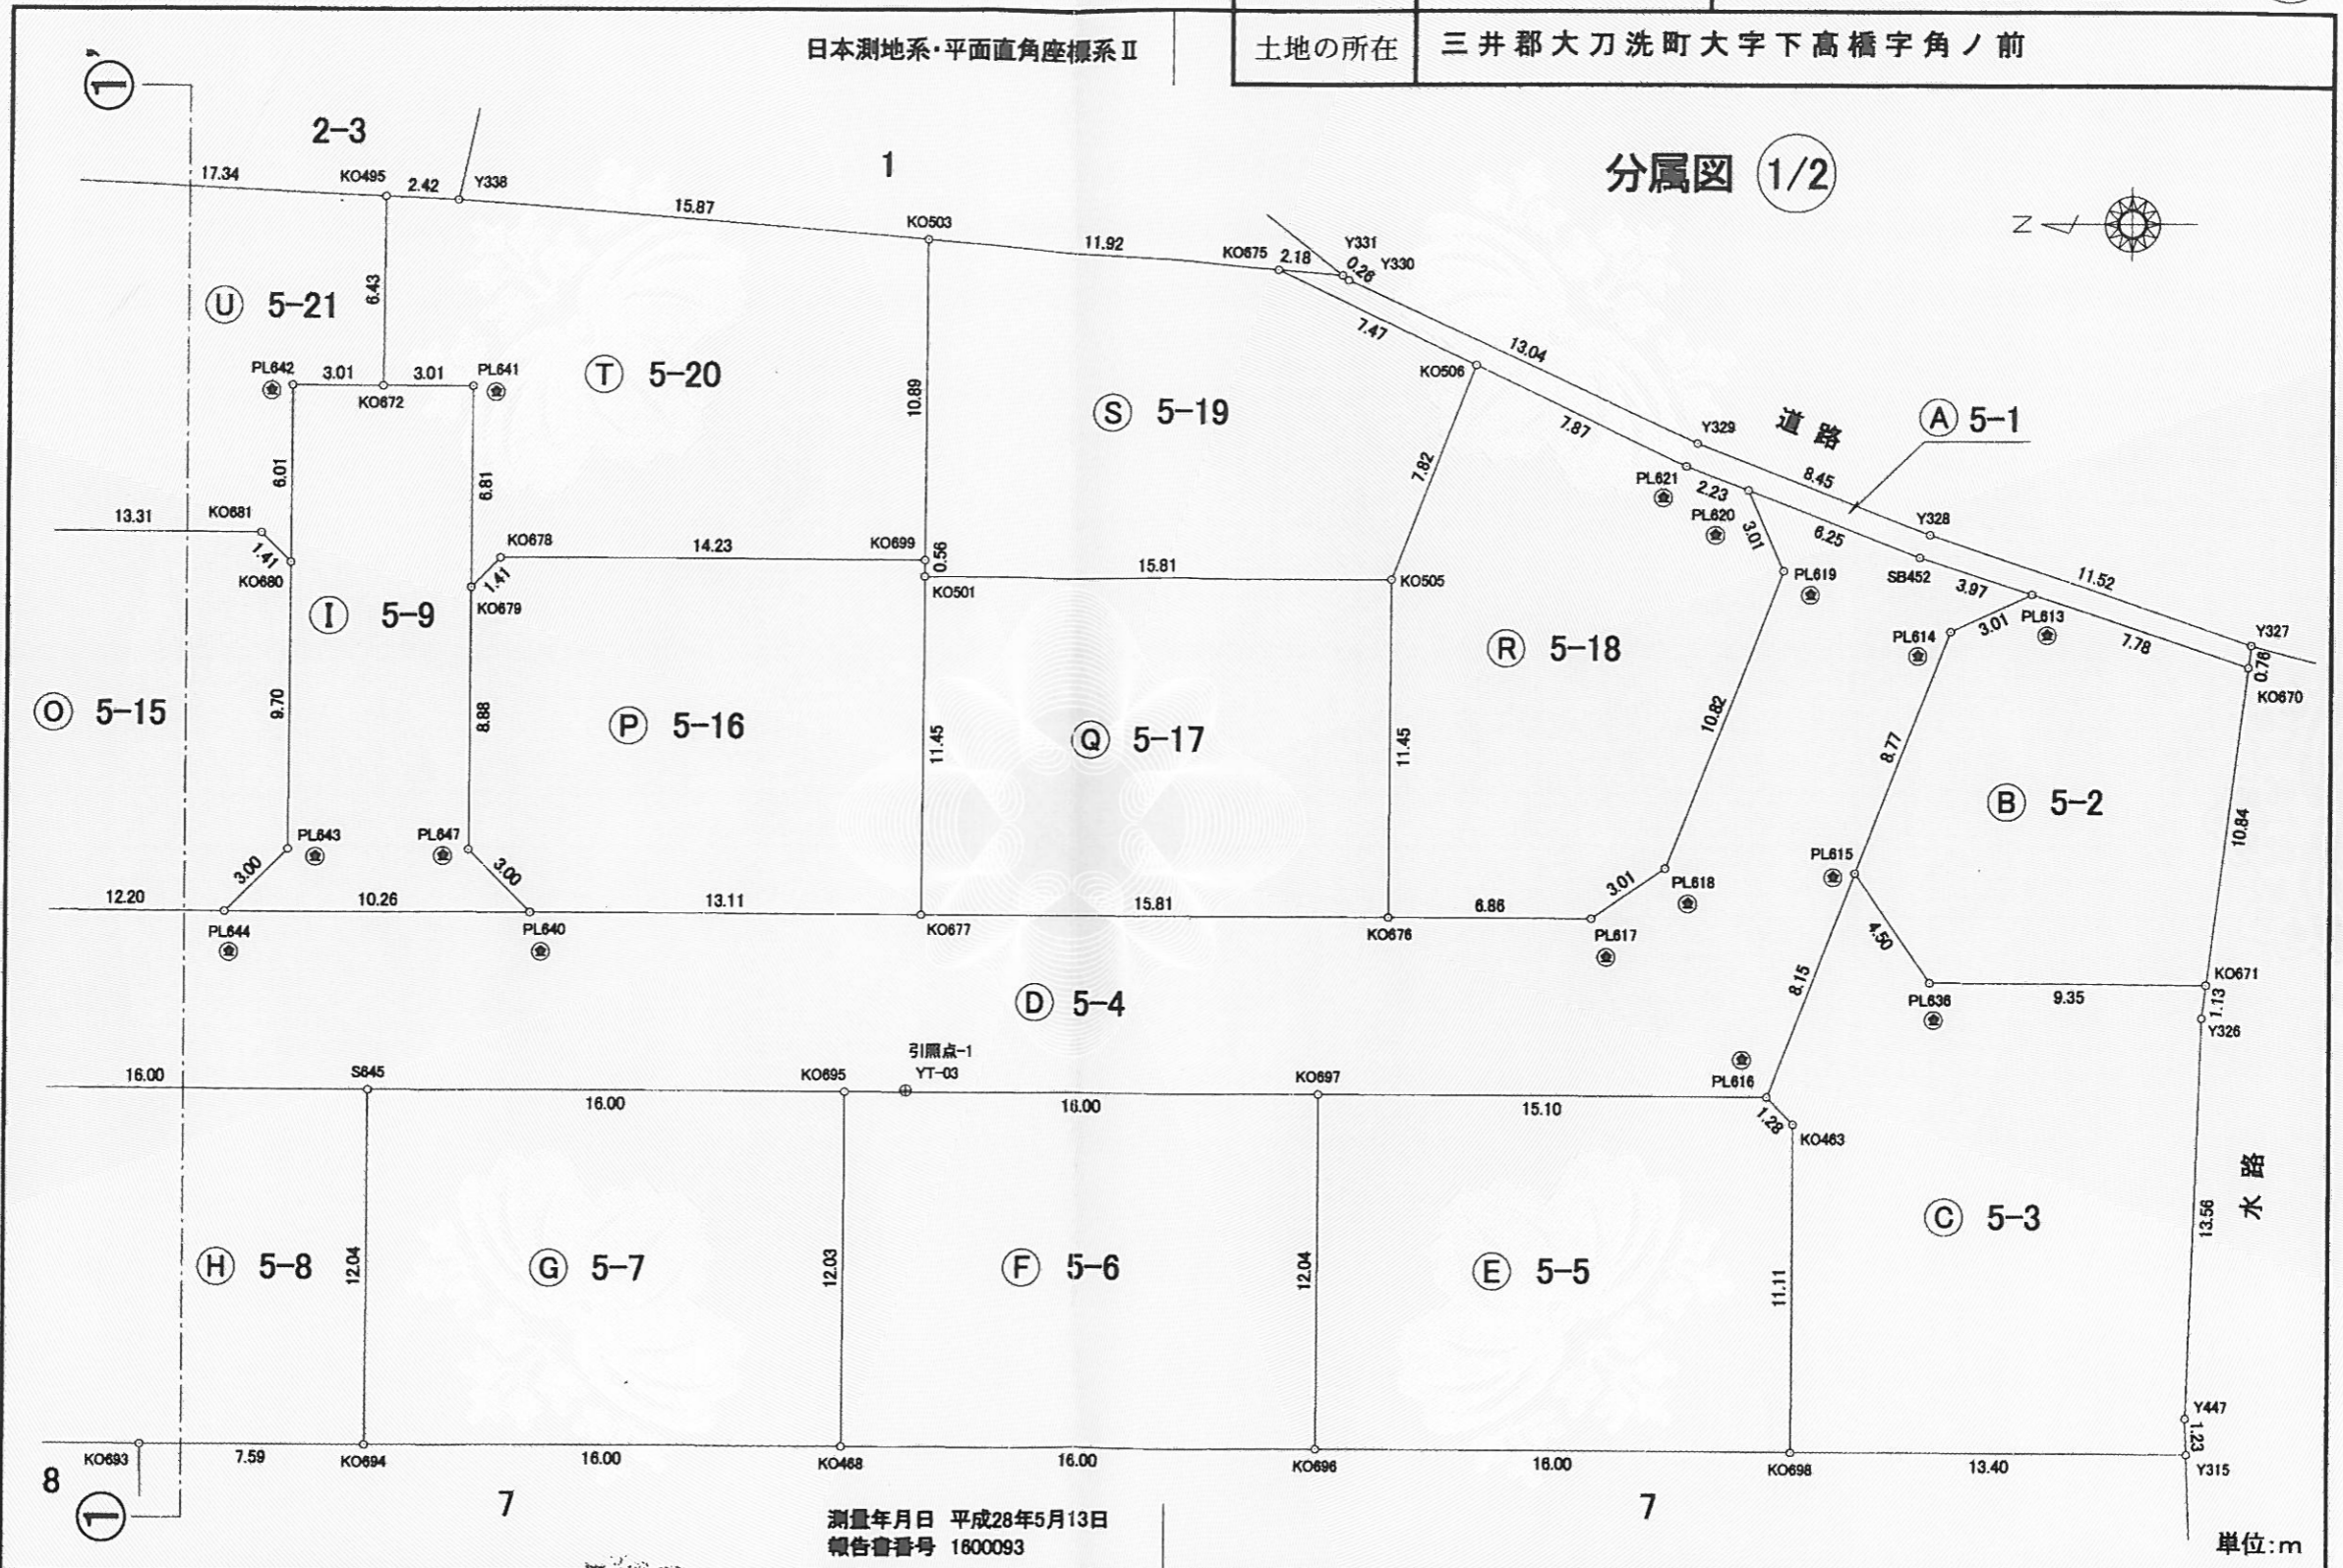 日本測地系・平面直角座標系Ⅱ
土地の所在
三井郡大刀洗町大字下高橋字角ノ前
1
2-3
1
分属図 1/2
N
17.34
KO495
2.42
Y338
15.87
KO503
11.92
KO675
2.18
Y331
0.26
Y330
6.43
U 5-21
7.47
13.04
KO506
PL642
3.01
3.01
PL641
KO672
T 5-20
10.89
S 5-19
7.87
Y329
道路
A 5-1
6.01
6.81
7.82
PL621
2.23
8.45
PL620
13.31
KO681
1.41
KO680
KO678
14.23
KO699
0.56
3.01
6.25
Y328
1.41
KO679
KO501
15.81
KO505
PL619
SB452
3.97
11.52
I 5-9
PL614
3.01
PL613
7.78
Y327
0.76
KO670
R 5-18
O 5-15
9.70
8.88
P 5-16
11.45
Q 5-17
11.45
10.82
8.77
B 5-2
10.84
PL643
PL647
3.00
3.00
PL615
12.20
10.26
13.11
15.81
6.86
3.01
PL618
PL644
PL640
KO677
KO676
PL617
4.50
8.15
PL636
9.35
KO671
1.13
Y326
D 5-4
引照点-1
YT-03
16.00
S645
16.00
KO695
16.00
KO697
15.10
PL616
1.28
KO463
水路
H 5-8
12.04
G 5-7
12.03
F 5-6
12.04
E 5-5
11.11
C 5-3
13.56
Y447
1.23
KO693
7.59
KO694
16.00
KO468
16.00
KO696
16.00
KO698
13.40
Y315
8
1
7
7
測量年月日 平成28年5月13日
報告書番号 1600093
単位:m